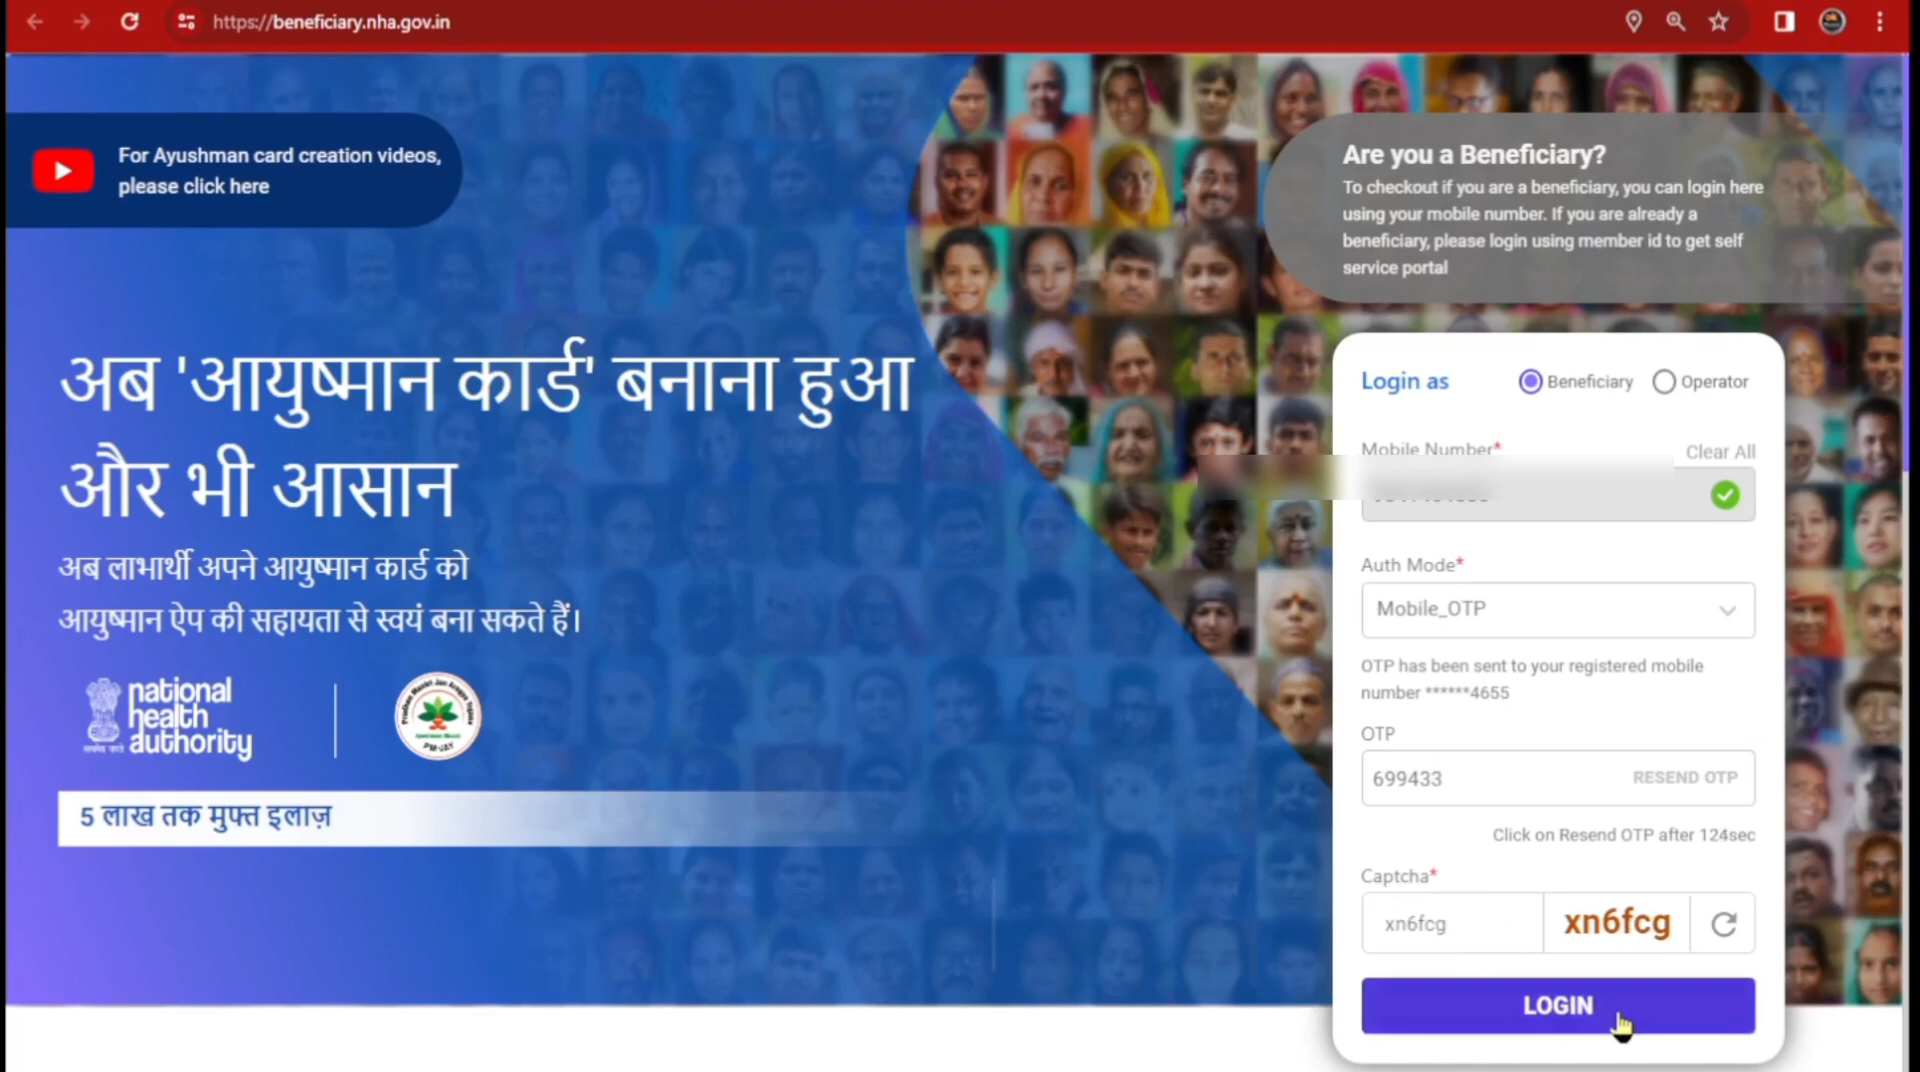 https://beneficiary.nha.gov.in
For Ayushman card creation videos,
please click here
अब 'आयुष्मान कार्ड' बनाना हुआ
और भी आसान
अब लाभार्थी अपने आयुष्मान कार्ड को
आयुष्मान ऐप की सहायता से स्वयं बना सकते हैं।
national
health
authority
PM-JAY
5 लाख तक मुफ्त इलाज़
Are you a Beneficiary?
To checkout if you are a beneficiary, you can login here
using your mobile number. If you are already a
beneficiary, please login using member id to get self
service portal
Login as Beneficiary Operator
Mobile Number* Clear All
Auth Mode*
Mobile_OTP
OTP has been sent to your registered mobile
number ******4655
OTP
699433 RESEND OTP
Click on Resend OTP after 124sec
Captcha*
xn6fcg xn6fcg
LOGIN